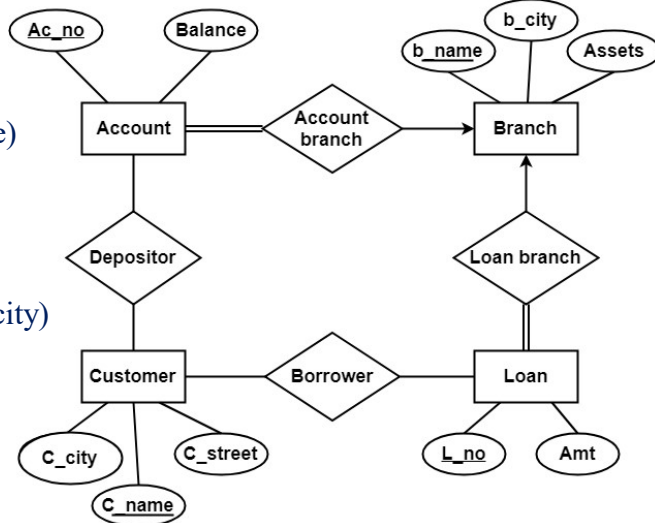 Ac_no
Balance
b_name
b_city
Assets
e)
Account
Account
branch
Branch
Depositor
Loan branch
city)
Customer
Borrower
Loan
C_city
C_name
C_street
L_no
Amt